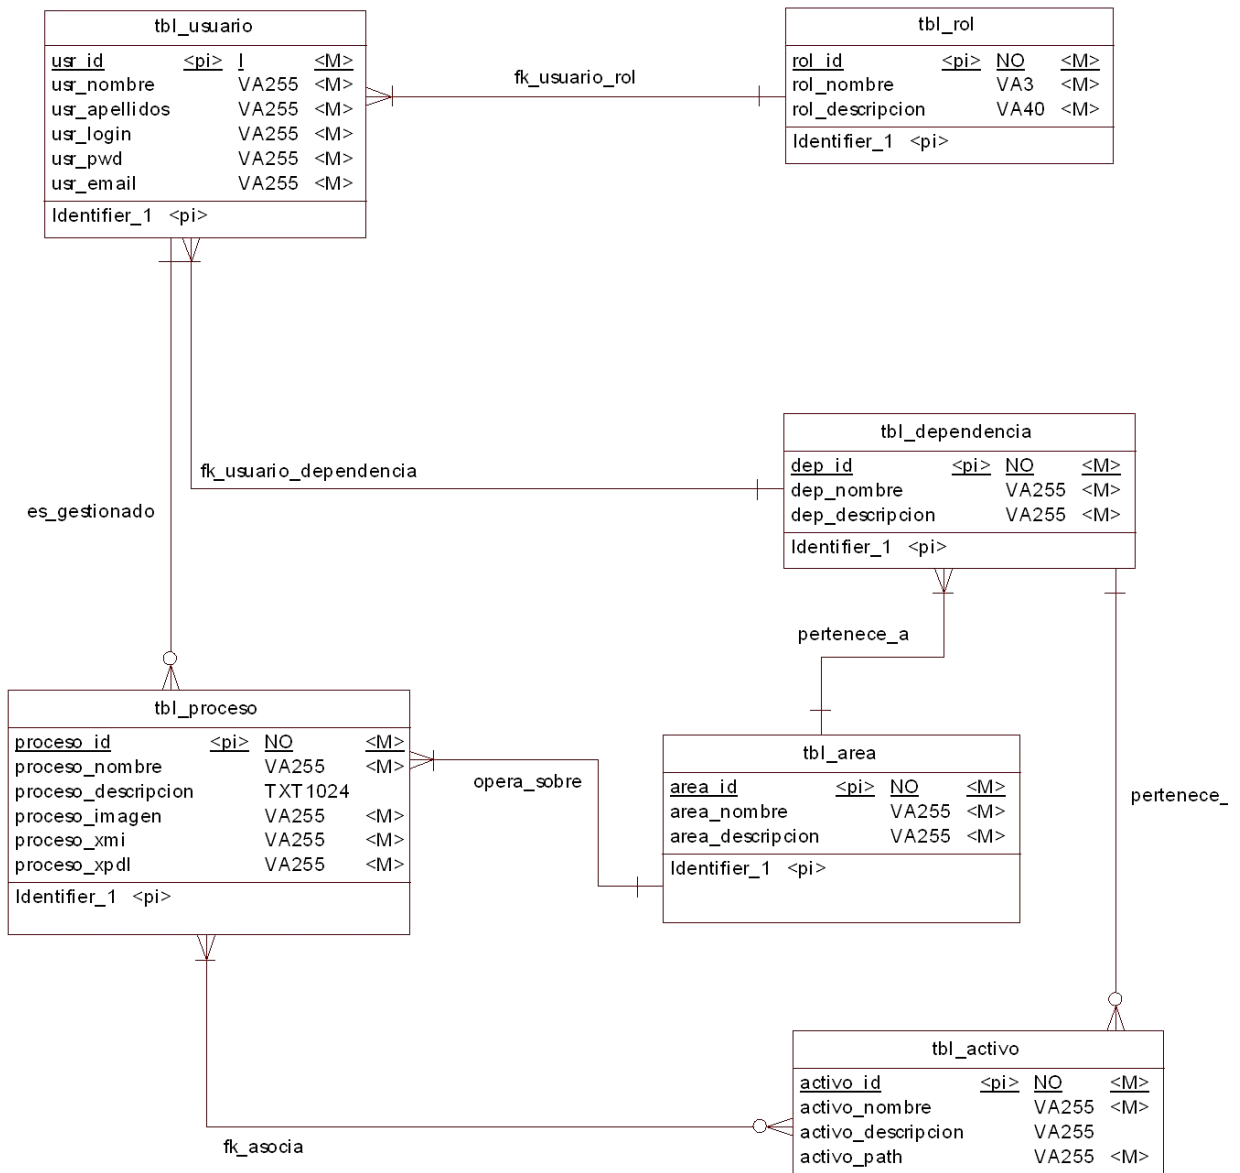 tbl_usuario
usr_id <pi> I <M>
usr_nombre VA255 <M>
usr_apellidos VA255 <M>
usr_login VA255 <M>
usr_pwd VA255 <M>
usr_email VA255 <M>
Identifier_1 <pi>
fk_usuario_rol
tbl_rol
rol_id <pi> NO <M>
rol_nombre VA3 <M>
rol_descripcion VA40 <M>
Identifier_1 <pi>
fk_usuario_dependencia
es_gestionado
tbl_dependencia
dep_id <pi> NO <M>
dep_nombre VA255 <M>
dep_descripcion VA255 <M>
Identifier_1 <pi>
pertenece_a
tbl_proceso
proceso_id <pi> NO <M>
proceso_nombre VA255 <M>
proceso_descripcion TXT1024
proceso_imagen VA255 <M>
proceso_xmi VA255 <M>
proceso_xpdl VA255 <M>
Identifier_1 <pi>
opera_sobre
tbl_area
area_id <pi> NO <M>
area_nombre VA255 <M>
area_descripcion VA255 <M>
Identifier_1 <pi>
pertenece_
fk_asocia
tbl_activo
activo_id <pi> NO <M>
activo_nombre VA255 <M>
activo_descripcion VA255
activo_path VA255 <M>